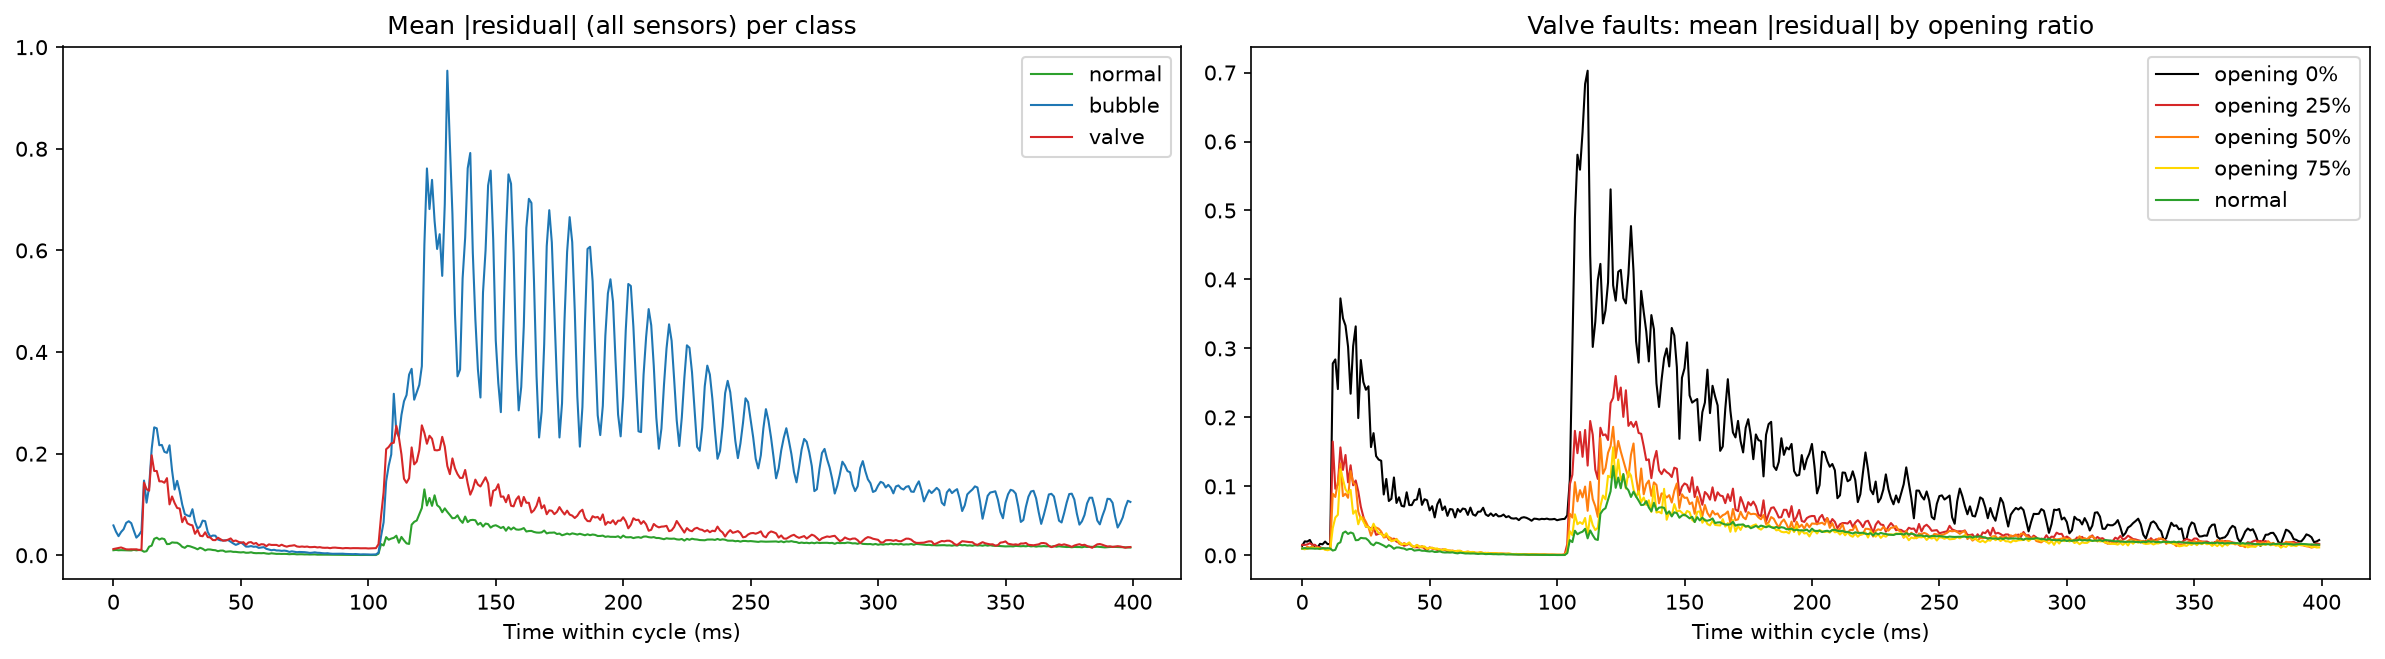 Mean |residual| (all sensors) per class
1.0
0.8
0.6
0.4
0.2
0.0
normal
bubble
valve
0 50 100 150 200 250 300 350 400
Time within cycle (ms)
Valve faults: mean |residual| by opening ratio
0.7
0.6
0.5
0.4
0.3
0.2
0.1
0.0
opening 0%
opening 25%
opening 50%
opening 75%
normal
0 50 100 150 200 250 300 350 400
Time within cycle (ms)